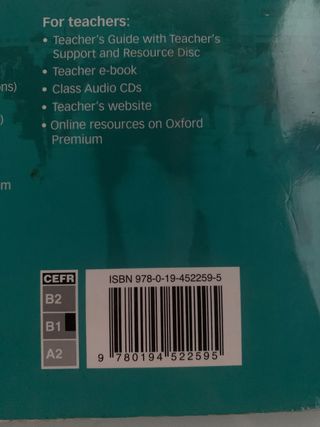 For teachers:
• Teacher's Guide with Teacher's
Support and Resource Disc
• Teacher e-book
• Class Audio CDs
• Teacher's website
• Online resources on Oxford
Premium
ons)
)
m
CEFR
B2
B1
A2
ISBN 978-0-19-452259-5
9 780194 522595